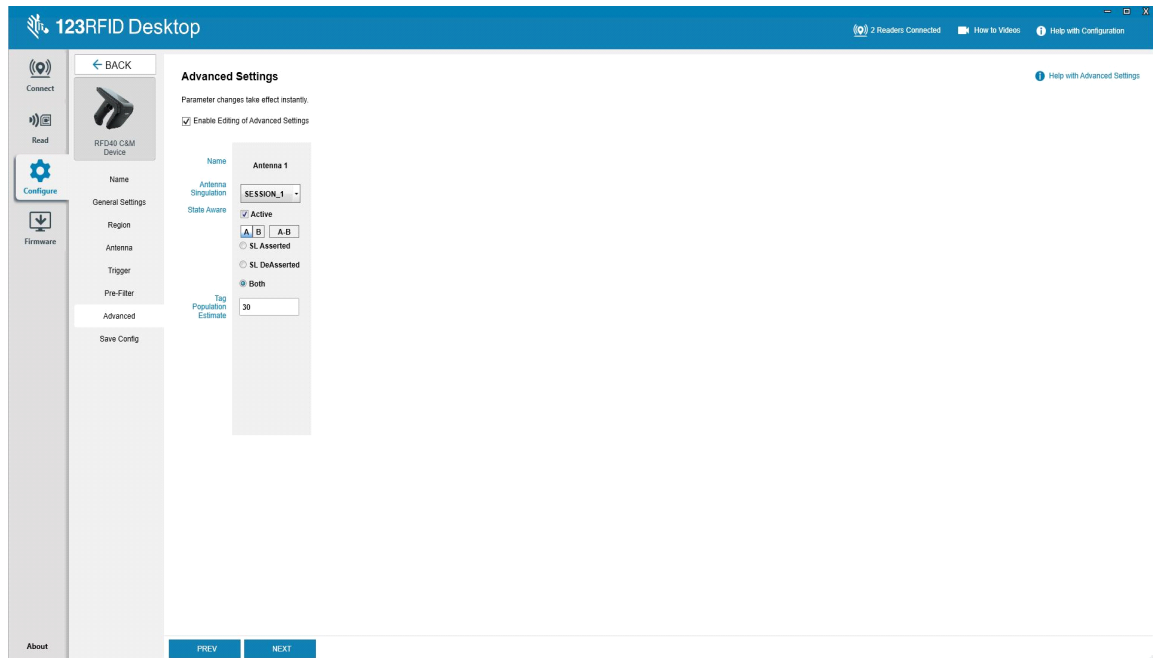 123RFID Desktop
2 Readers Connected
How to Videos
Help with Configuration
Connect
Read
Configure
Firmware
About
BACK
RFD40 C&M
Device
Name
General Settings
Region
Antenna
Trigger
Pre-Filter
Advanced
Save Config
Advanced Settings
Help with Advanced Settings
Parameter changes take effect instantly.
Enable Editing of Advanced Settings
Name
Antenna 1
Antenna
Singulation
SESSION_1
State Aware
Active
A B A-B
SL Asserted
SL DeAsserted
Both
Tag
Population
Estimate
30
PREV NEXT